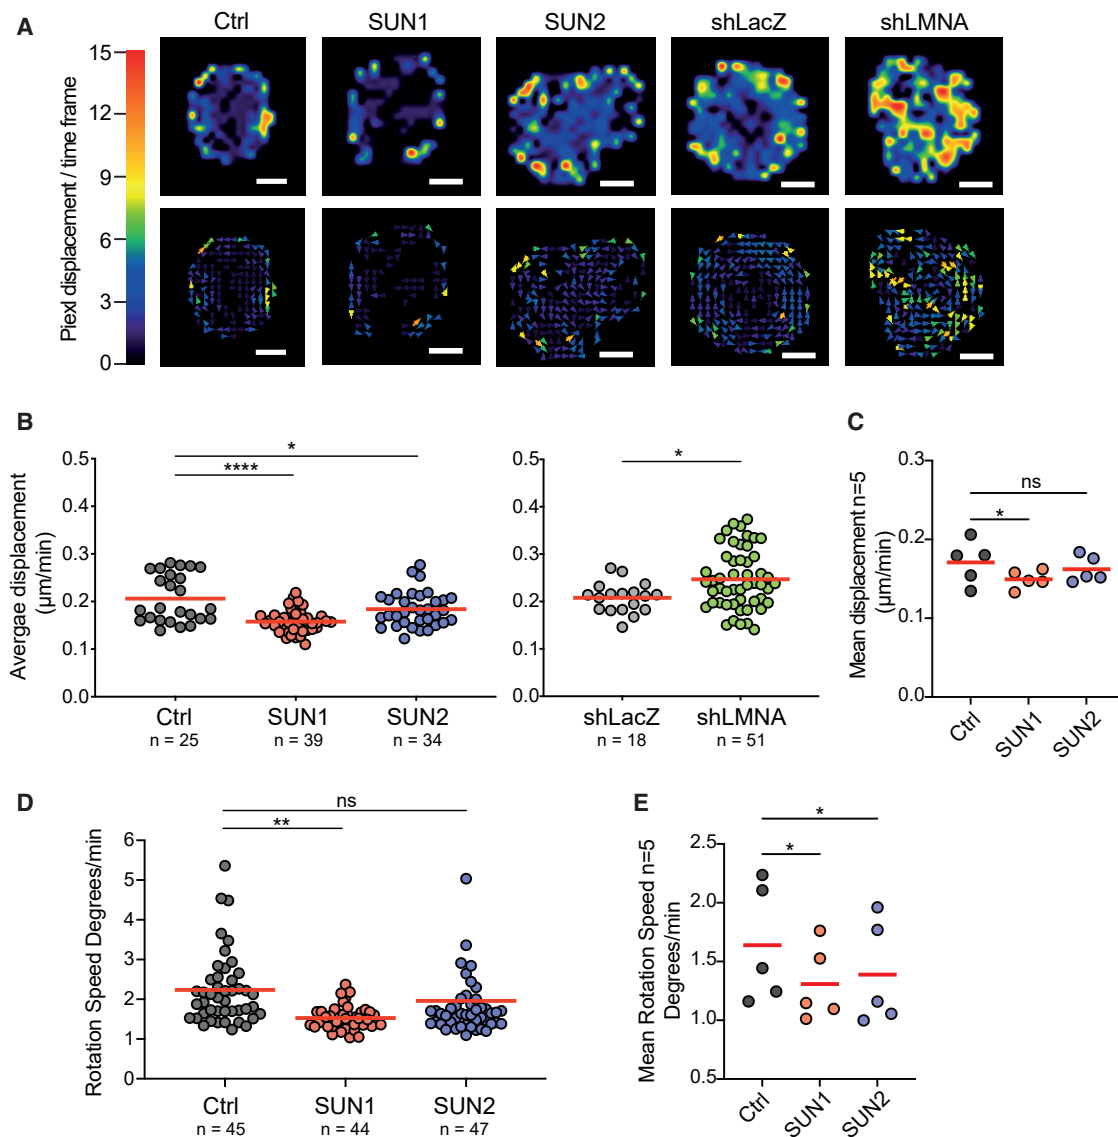 A
Ctrl
SUN1
SUN2
shLacZ
shLMNA
Piexl displacement / time frame
15
12
9
6
3
0
B
Avergae displacement
(μm/min)
0.5
0.4
0.3
0.2
0.1
0.0
*
****
Ctrl
SUN1
SUN2
n = 25
n = 39
n = 34
0.5
0.4
0.3
0.2
0.1
0.0
*
shLacZ
shLMNA
n = 18
n = 51
C
Mean displacement n=5
(μm/min)
0.3
0.2
0.1
0.0
ns
*
Ctrl
SUN1
SUN2
D
Rotation Speed Degrees/min
6
5
4
3
2
1
0
ns
**
Ctrl
SUN1
SUN2
n = 45
n = 44
n = 47
E
Mean Rotation Speed n=5
Degrees/min
2.5
2.0
1.5
1.0
0.5
*
*
Ctrl
SUN1
SUN2